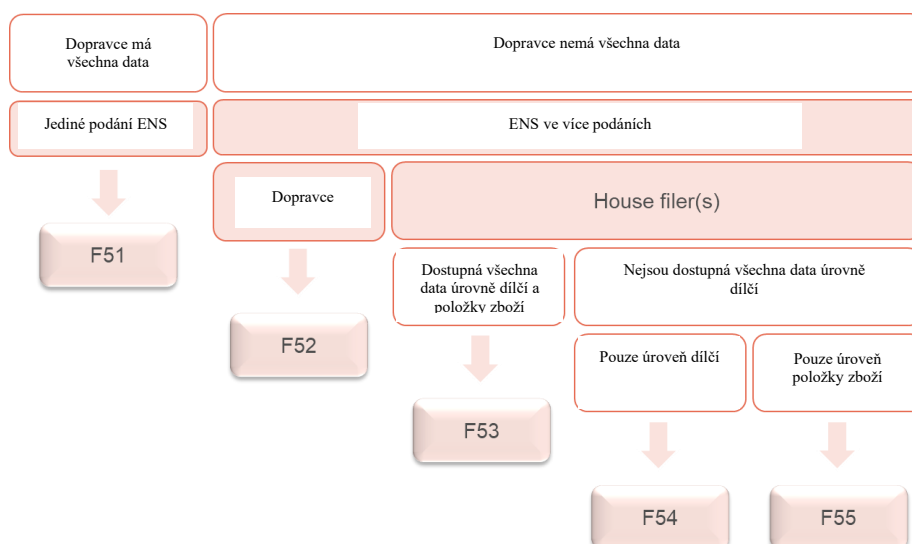 Dopravce má
všechna data
Dopravce nemá všechna data
Jediné podání ENS
ENS ve více podáních
Dopravce
House filer(s)
F51
Dostupná všechna
data úrovně dílčí a
položky zboží
Nejsou dostupná všechna data úrovně
dílčí
F52
Pouze úroveň dílčí
Pouze úroveň
položky zboží
F53
F54
F55